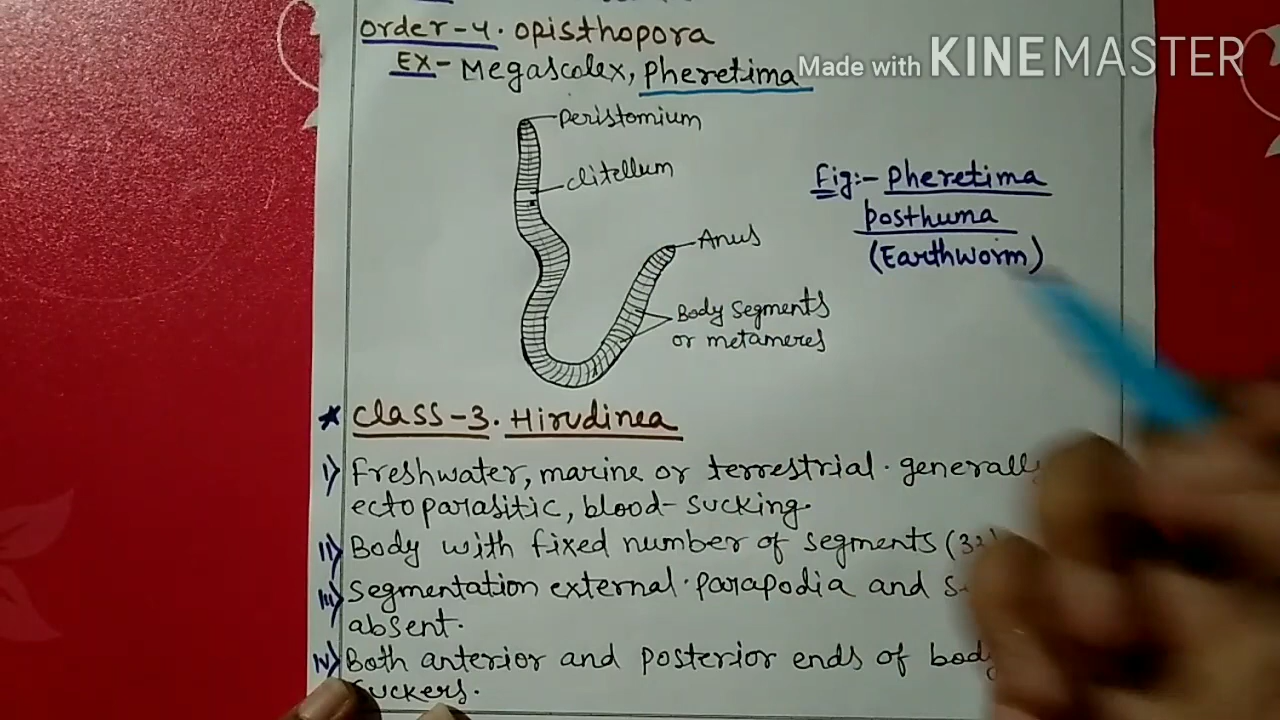 Order-4. Opisthopora
Ex- Megascolex, Pheretima
Made with KINEMASTER
Peristomium
clitellum
Fig:- Pheretima
posthuma
(Earthworm)
Anus
Body segments
or metameres
* Class-3. Hirudinea
I) Freshwater, marine or terrestrial. generally
ectoparasitic, blood-sucking.
II) Body with fixed number of segments
III) Segmentation external. parapodia and
absent.
IV) Both anterior and posterior ends of body
suckers.